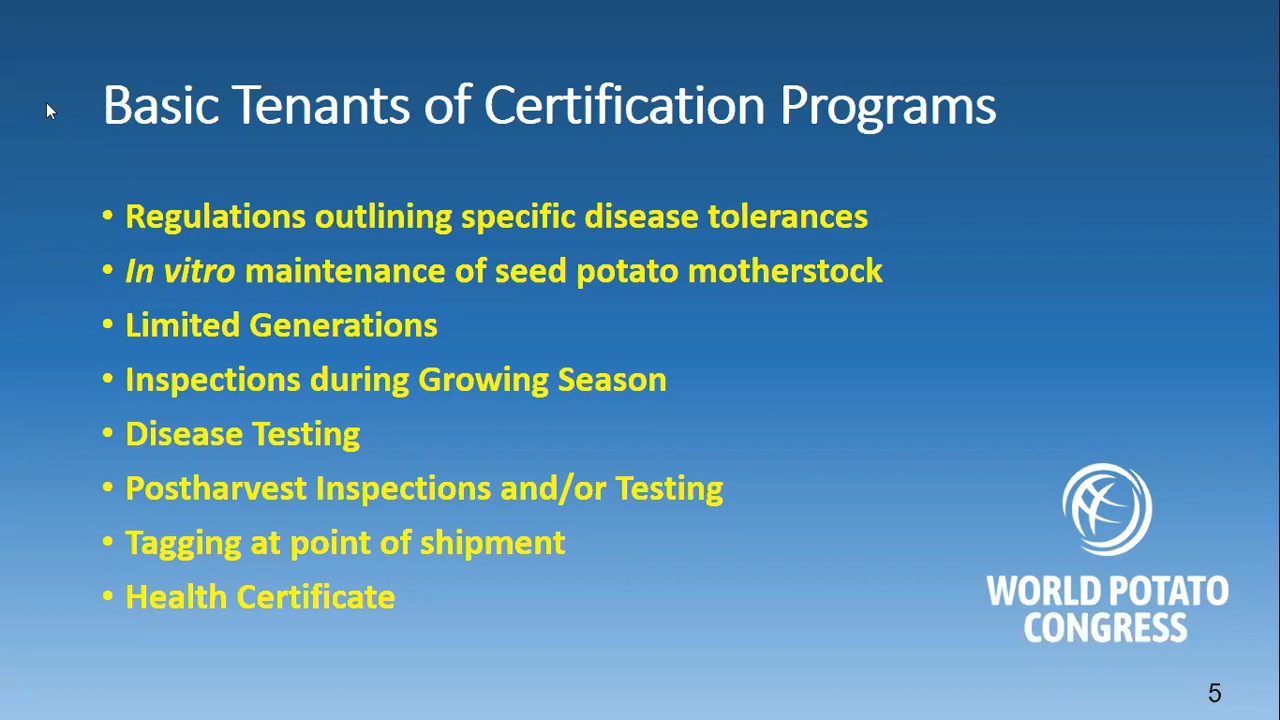 Basic Tenants of Certification Programs
• Regulations outlining specific disease tolerances
• In vitro maintenance of seed potato motherstock
• Limited Generations
• Inspections during Growing Season
• Disease Testing
• Postharvest Inspections and/or Testing
• Tagging at point of shipment
• Health Certificate
WORLD POTATO
CONGRESS
5